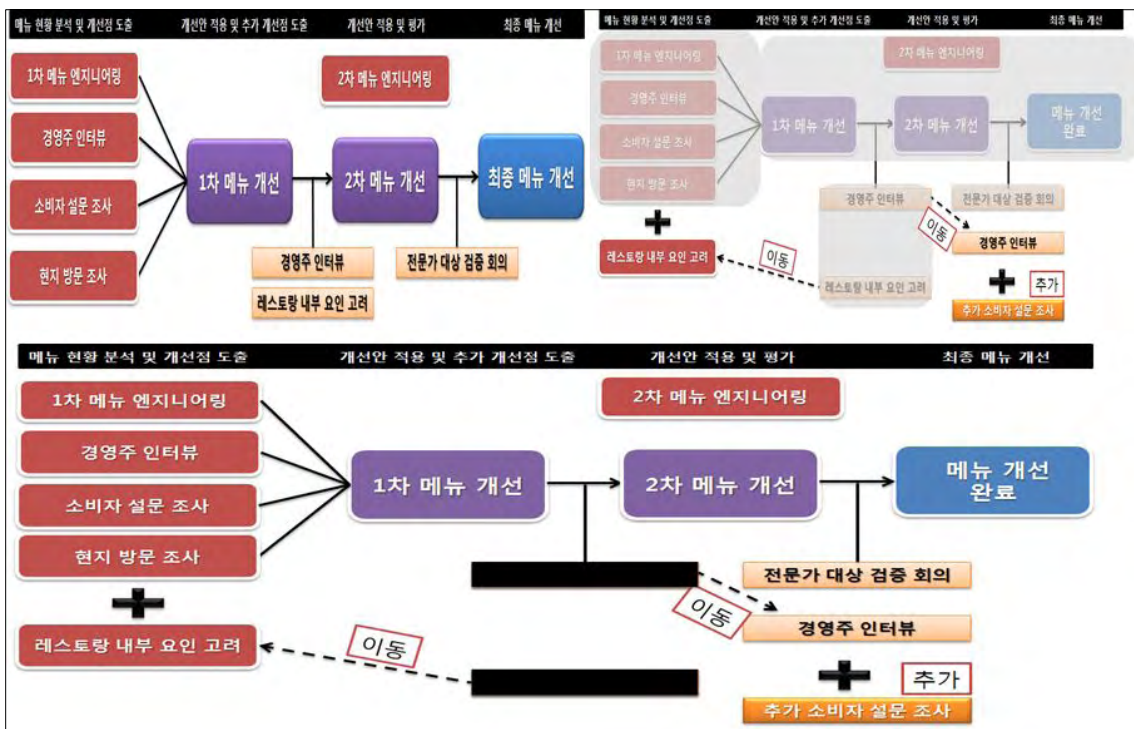 메뉴 현황 분석 및 개선점 도출 개선안 적용 및 추가 개선점 도출 개선안 적용 및 평가 최종 메뉴 개선
1차 메뉴 엔지니어링
2차 메뉴 엔지니어링
경영주 인터뷰
1차 메뉴 개선
2차 메뉴 개선
최종 메뉴 개선
소비자 설문 조사
현지 방문 조사
경영주 인터뷰
전문가 대상 검증 회의
레스토랑 내부 요인 고려
메뉴 현황 분석 및 개선점 도출 개선안 적용 및 추가 개선점 도출 개선안 적용 및 평가 최종 메뉴 개선
1차 메뉴 엔지니어링
2차 메뉴 엔지니어링
경영주 인터뷰
1차 메뉴 개선
2차 메뉴 개선
메뉴 개선
완료
소비자 설문 조사
현지 방문 조사
경영주 인터뷰
전문가 대상 검증 회의
이동
경영주 인터뷰
레스토랑 내부 요인 고려
이동
레스토랑 내부 요인 고려
추가
추가 소비자 설문 조사
메뉴 현황 분석 및 개선점 도출 개선안 적용 및 추가 개선점 도출 개선안 적용 및 평가 최종 메뉴 개선
1차 메뉴 엔지니어링
2차 메뉴 엔지니어링
경영주 인터뷰
1차 메뉴 개선
2차 메뉴 개선
메뉴 개선
완료
소비자 설문 조사
현지 방문 조사
전문가 대상 검증 회의
이동
경영주 인터뷰
레스토랑 내부 요인 고려
이동
추가
추가 소비자 설문 조사